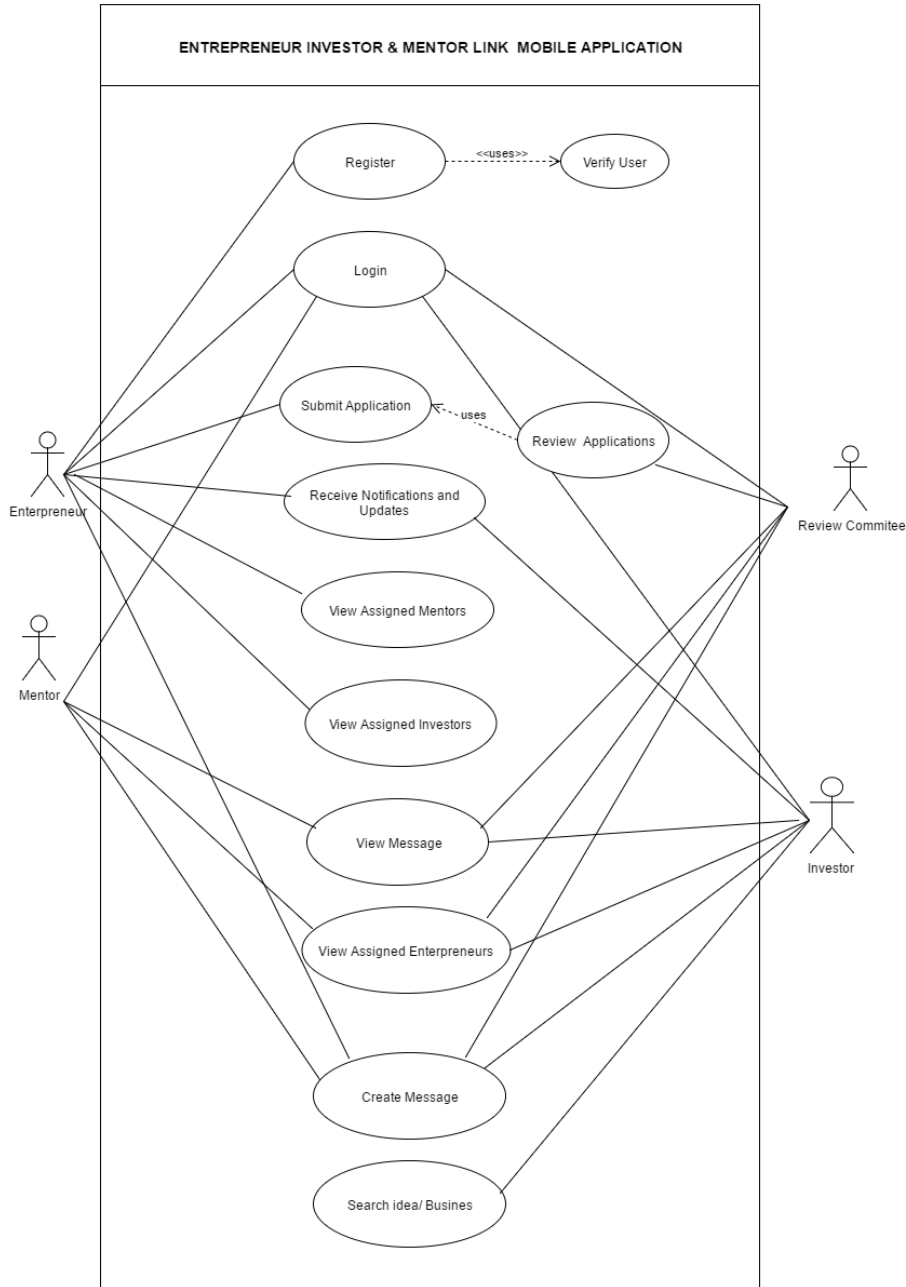 ENTREPRENEUR INVESTOR & MENTOR LINK MOBILE APPLICATION
Register
<<uses>>
Verify User
Login
Submit Application
uses
Review Applications
Enterpreneur
Receive Notifications and
Updates
Review Commitee
View Assigned Mentors
Mentor
View Assigned Investors
View Message
Investor
View Assigned Enterpreneurs
Create Message
Search idea/ Busines